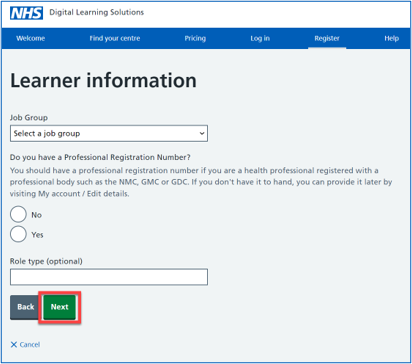 NHS Digital Learning Solutions
Welcome Find your centre Pricing Log in Register Help
Learner information
Job Group
Select a job group
Do you have a Professional Registration Number?
You should have a professional registration number if you are a health professional registered with a
professional body such as the NMC, GMC or GDC. If you don't have it to hand, you can provide it later by
visiting My account / Edit details.
No
Yes
Role type (optional)
Back Next
Cancel